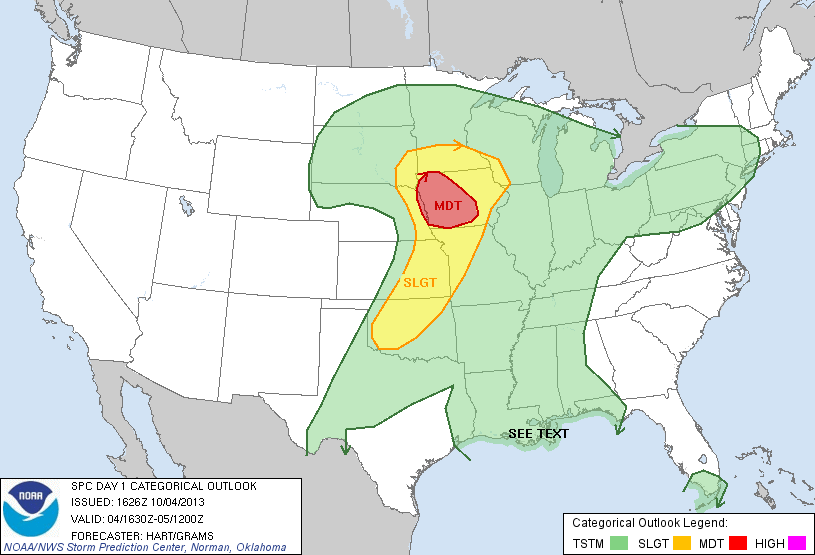 MDT
SLGT
SEE TEXT
NOAA
SPC DAY 1 CATEGORICAL OUTLOOK
ISSUED: 1626Z 10/04/2013
VALID: 04/1630Z-05/1200Z
FORECASTER: HART/GRAMS
NOAA/NWS Storm Prediction Center, Norman, Oklahoma
Categorical Outlook Legend:
TSTM SLGT MDT HIGH